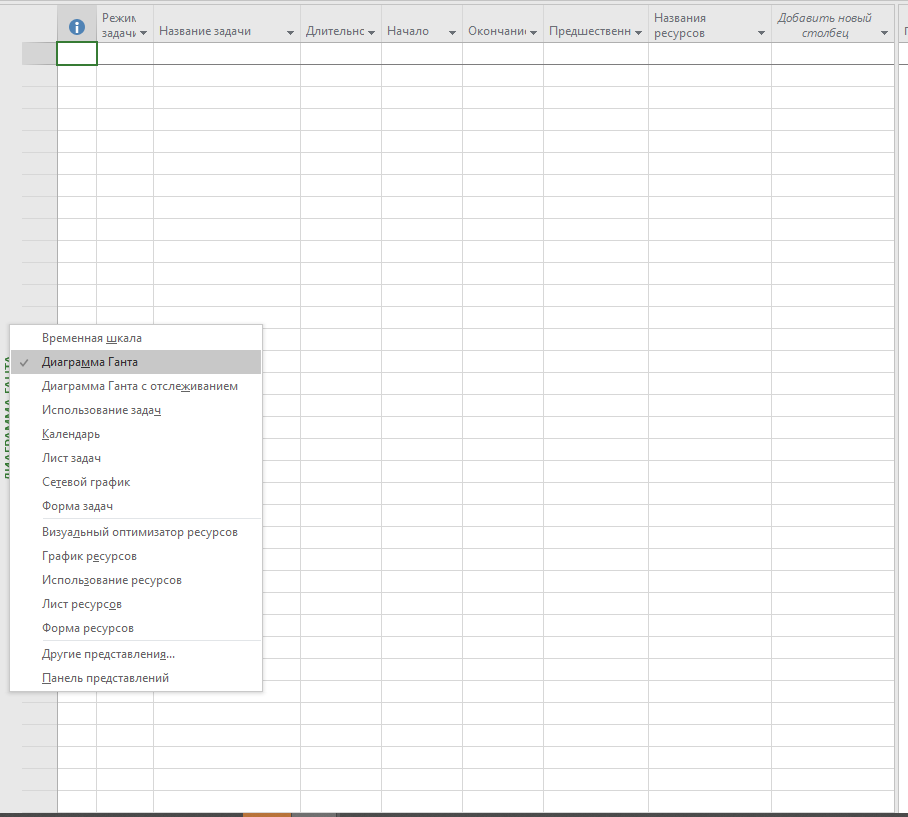 Режим
задачи
Название задачи
Длительнс
Начало
Окончани
Предшественн
Названия
ресурсов
Добавить новый
столбец
ДИАГРАММА ГАНТА
Временная шкала
Диаграмма Ганта
Диаграмма Ганта с отслеживанием
Использование задач
Календарь
Лист задач
Сетевой график
Форма задач
Визуальный оптимизатор ресурсов
График ресурсов
Использование ресурсов
Лист ресурсов
Форма ресурсов
Другие представления...
Панель представлений